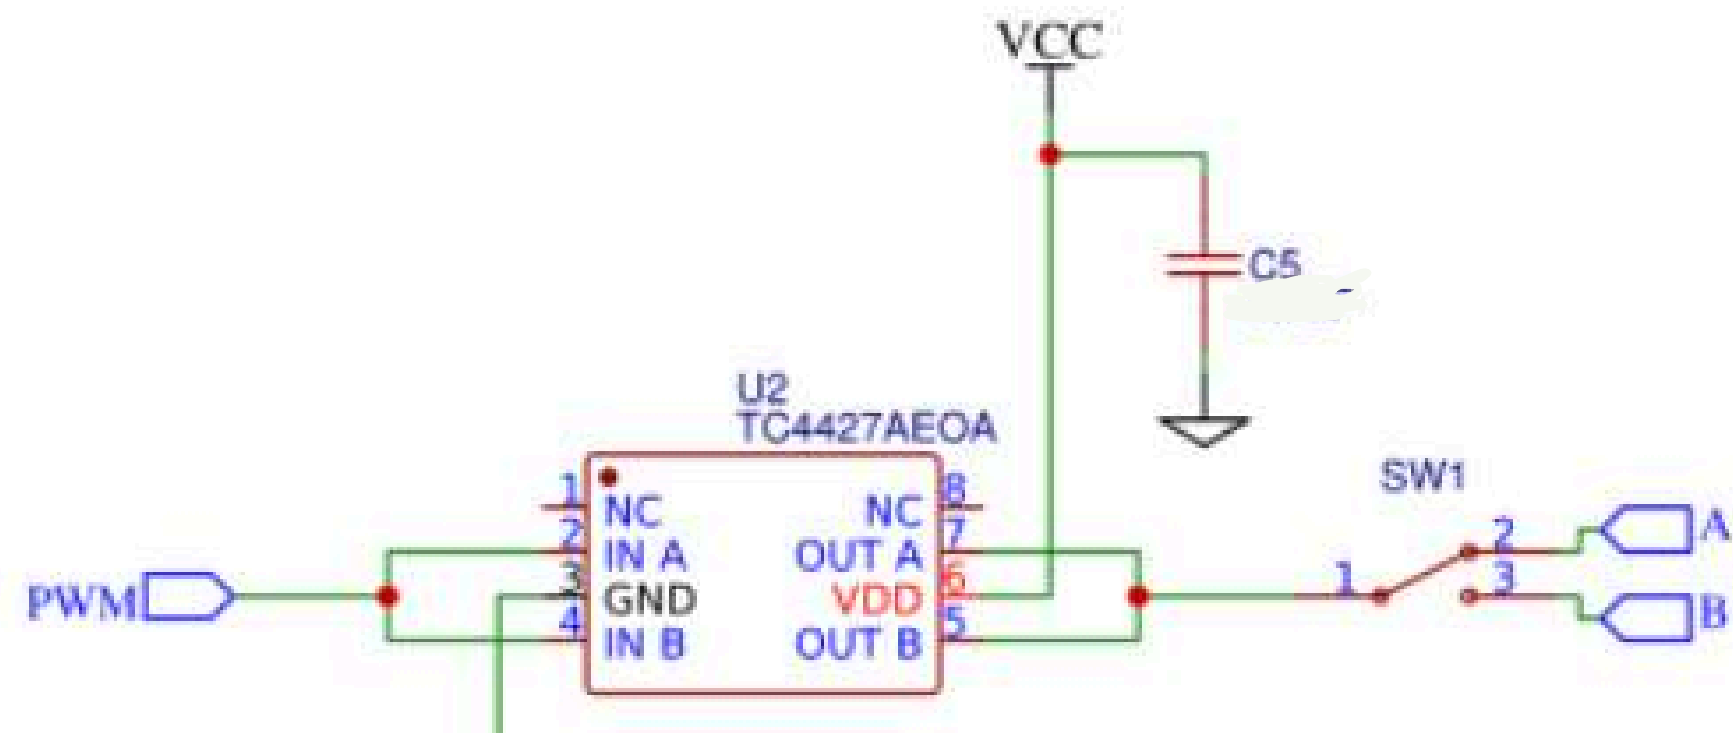 VCC
C5
U2
TC4427AEOA
1 NC NC 8
2 IN A OUT A 7
3 GND VDD 6
4 IN B OUT B 5
PWM
SW1
1
2 A
3 B